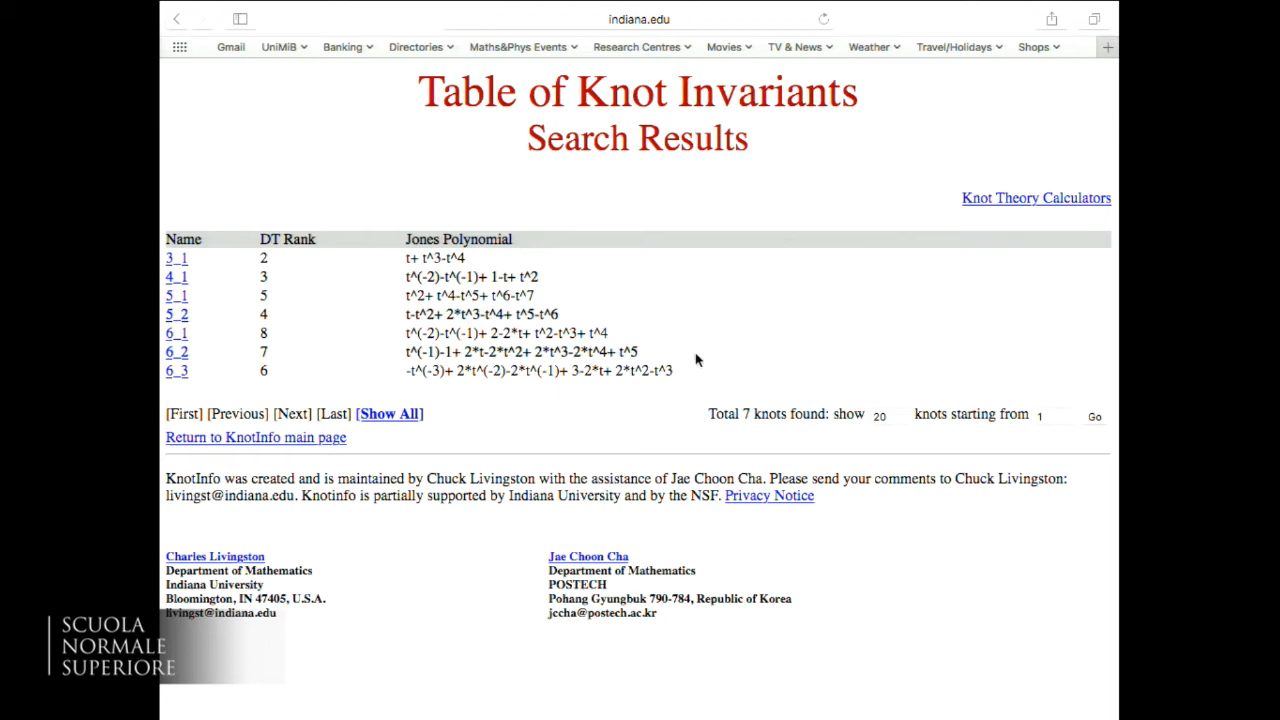 indiana.edu
Gmail UniMiB Banking Directories Maths&Phys Events Research Centres Movies TV & News Weather Travel/Holidays Shops +
Table of Knot Invariants
Search Results
Knot Theory Calculators
Name DT Rank Jones Polynomial
3_1 2 t+ t^3-t^4
4_1 3 t^(-2)-t^(-1)+ 1-t+ t^2
5_1 5 t^2+ t^4-t^5+ t^6-t^7
5_2 4 t-t^2+ 2*t^3-t^4+ t^5-t^6
6_1 8 t^(-2)-t^(-1)+ 2-2*t+ t^2-t^3+ t^4
6_2 7 t^(-1)-1+ 2*t-2*t^2+ 2*t^3-2*t^4+ t^5
6_3 6 -t^(-3)+ 2*t^(-2)-2*t^(-1)+ 3-2*t+ 2*t^2-t^3
[First] [Previous] [Next] [Last] [Show All] Total 7 knots found: show 20 knots starting from 1 Go
Return to KnotInfo main page
KnotInfo was created and is maintained by Chuck Livingston with the assistance of Jae Choon Cha. Please send your comments to Chuck Livingston:
livingst@indiana.edu. Knotinfo is partially supported by Indiana University and by the NSF. Privacy Notice
Charles Livingston
Department of Mathematics
Indiana University
Bloomington, IN 47405, U.S.A.
livingst@indiana.edu
Jae Choon Cha
Department of Mathematics
POSTECH
Pohang Gyungbuk 790-784, Republic of Korea
jccha@postech.ac.kr
SCUOLA
NORMALE
SUPERIORE